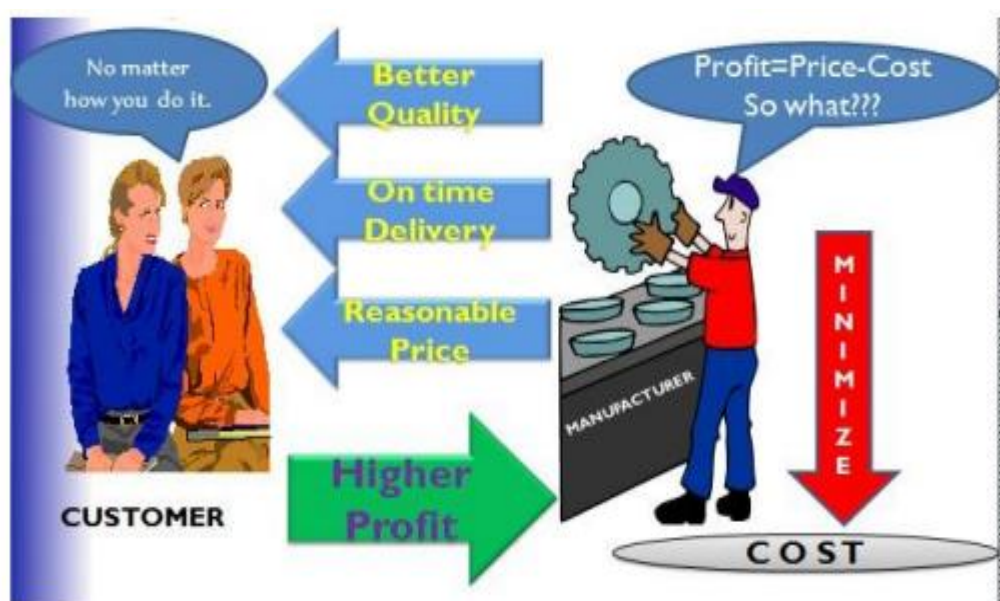 No matter
how you do it.
Better
Quality
Profit=Price-Cost
So what???
On time
Delivery
Reasonable
Price
MINIMIZE
MANUFACTURER
Higher
Profit
CUSTOMER
COST